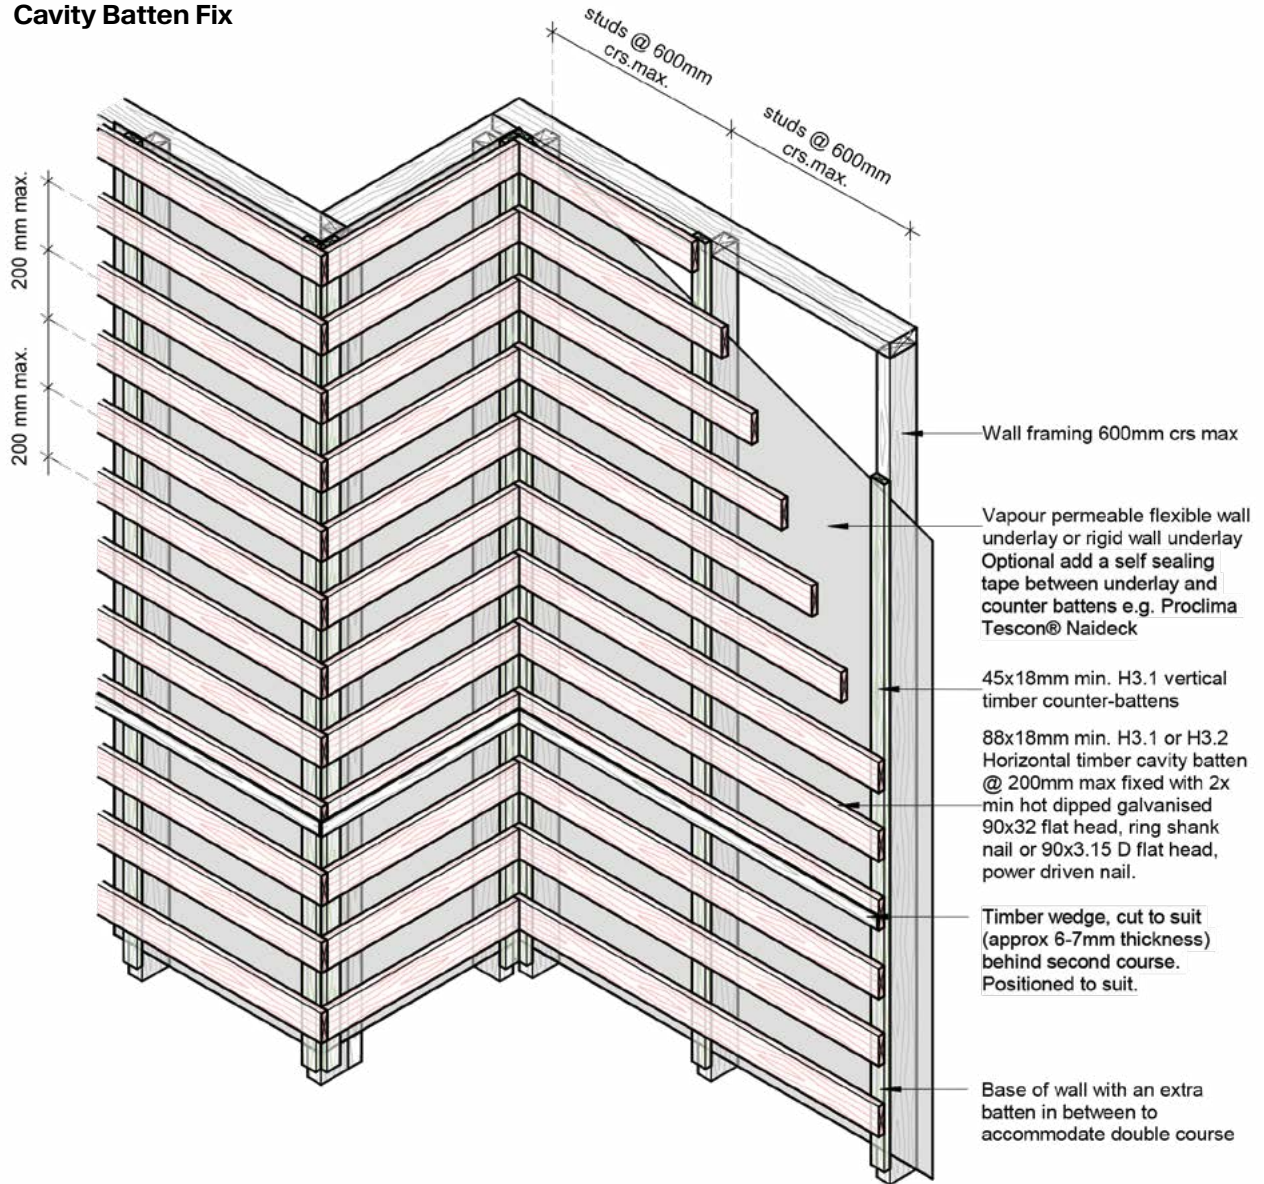 Cavity Batten Fix
studs @ 600mm
crs.max.
studs @ 600mm
crs.max.
200 mm max.
200 mm max.
Wall framing 600mm crs max
Vapour permeable flexible wall
underlay or rigid wall underlay
Optional add a self sealing
tape between underlay and
counter battens e.g. Proclima
Tescon® Naideck
45x18mm min. H3.1 vertical
timber counter-battens
88x18mm min. H3.1 or H3.2
Horizontal timber cavity batten
@ 200mm max fixed with 2x
min hot dipped galvanised
90x32 flat head, ring shank
nail or 90x3.15 D flat head,
power driven nail.
Timber wedge, cut to suit
(approx 6-7mm thickness)
behind second course.
Positioned to suit.
Base of wall with an extra
batten in between to
accommodate double course